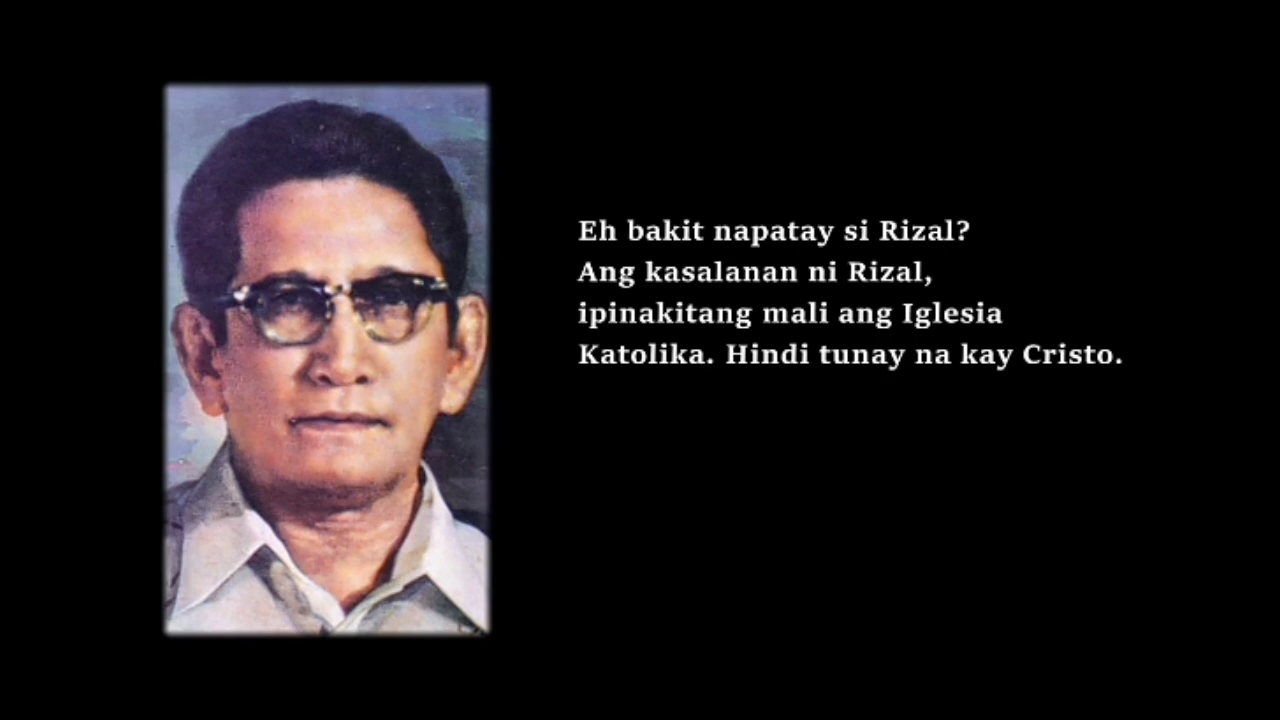 Eh bakit napatay si Rizal?
Ang kasalanan ni Rizal,
ipinakitang mali ang Iglesia
Katolika. Hindi tunay na kay Cristo.